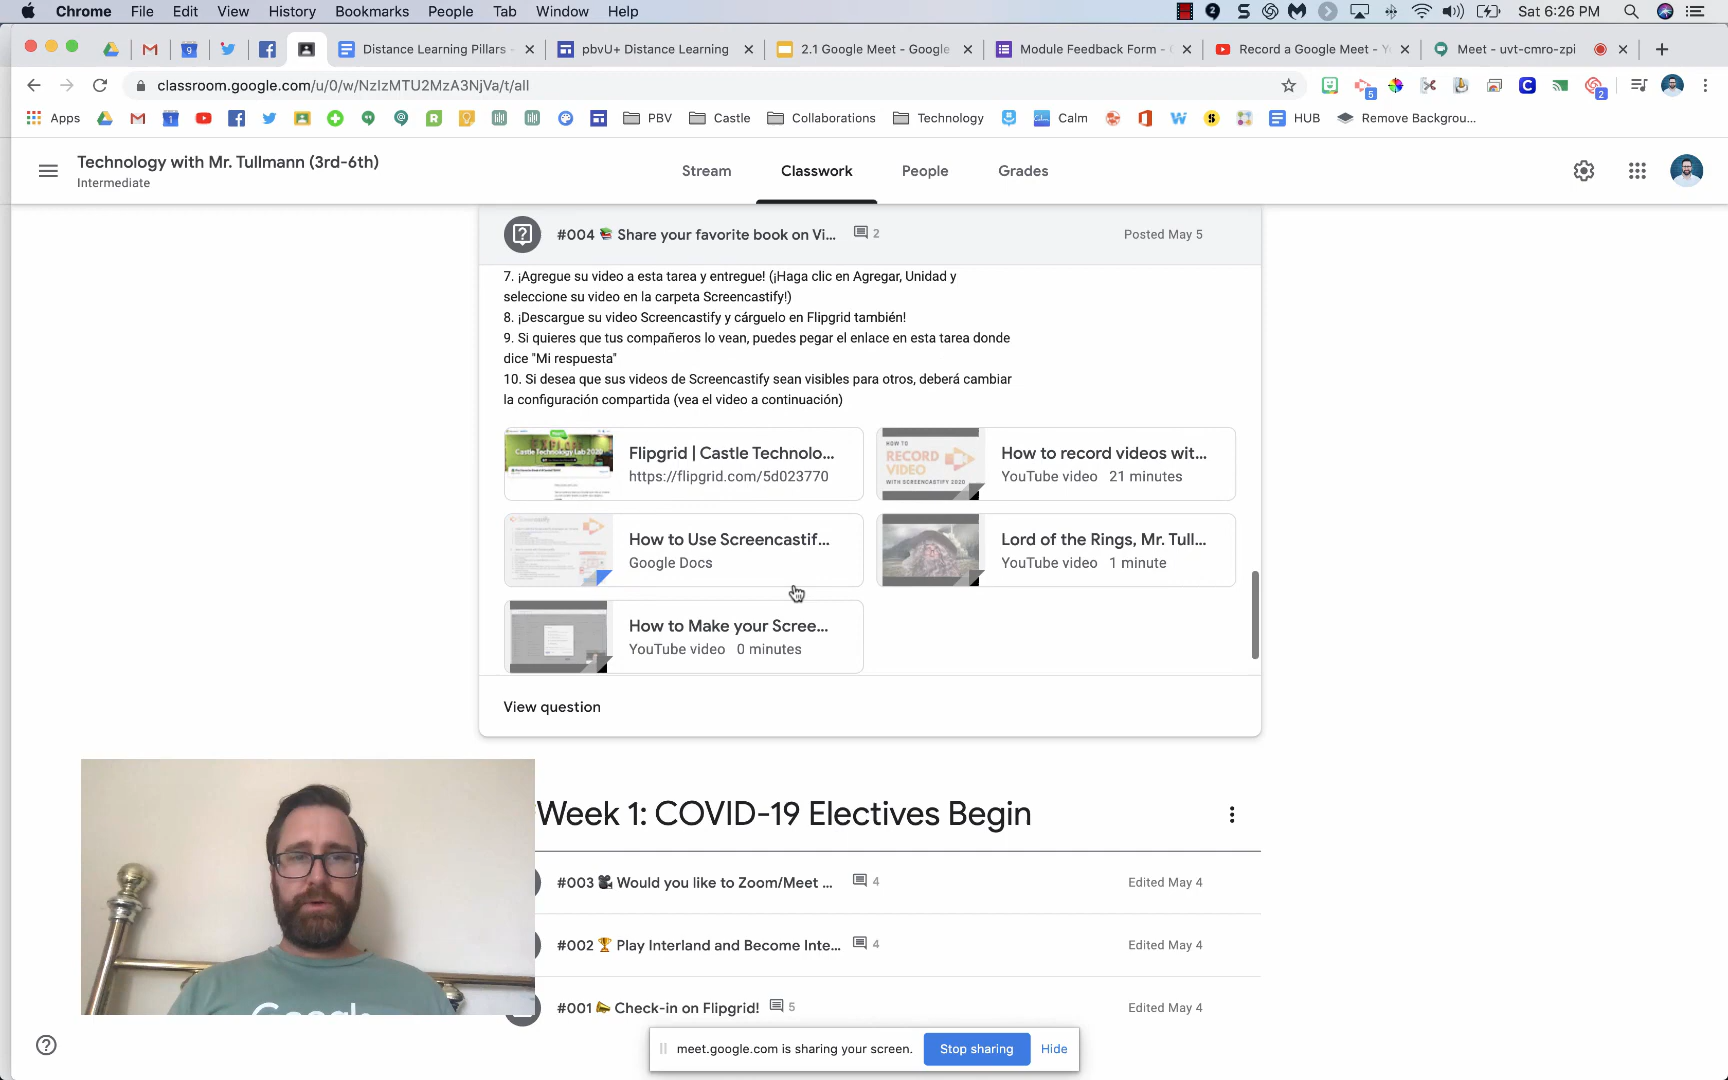 Chrome File Edit View History Bookmarks People Tab Window Help
2 Sat 6:26 PM
9 Distance Learning Pillars - pbvU+ Distance Learning 2.1 Google Meet - Google Module Feedback Form - Record a Google Meet - Meet - uvt-cmro-zpi
classroom.google.com/u/0/w/NzIzMTU2MzA3NjVa/t/all
5 2
Apps PBV Castle Collaborations Technology Calm HUB Remove Backgrou...
Technology with Mr. Tullmann (3rd-6th)
Intermediate
Stream Classwork People Grades
#004 📚 Share your favorite book on Vi... 2 Posted May 5
7. ¡Agregue su video a esta tarea y entregue! (¡Haga clic en Agregar, Unidad y
seleccione su video en la carpeta Screencastify!)
8. ¡Descargue su video Screencastify y cárguelo en Flipgrid también!
9. Si quieres que tus compañeros lo vean, puedes pegar el enlace en esta tarea donde
dice "Mi respuesta"
10. Si desea que sus videos de Screencastify sean visibles para otros, deberá cambiar
la configuración compartida (vea el video a continuación)
Flipgrid | Castle Technolo...
https://flipgrid.com/5d023770
HOW TO
RECORD
VIDEO
WITH SCREENCASTIFY 2020
How to record videos wit...
YouTube video 21 minutes
How to Use Screencastif...
Google Docs
Lord of the Rings, Mr. Tull...
YouTube video 1 minute
How to Make your Scree...
YouTube video 0 minutes
View question
Week 1: COVID-19 Electives Begin
#003 🎥 Would you like to Zoom/Meet ... 4 Edited May 4
#002 🏆 Play Interland and Become Inte... 4 Edited May 4
#001 📣 Check-in on Flipgrid! 5 Edited May 4
meet.google.com is sharing your screen. Stop sharing Hide